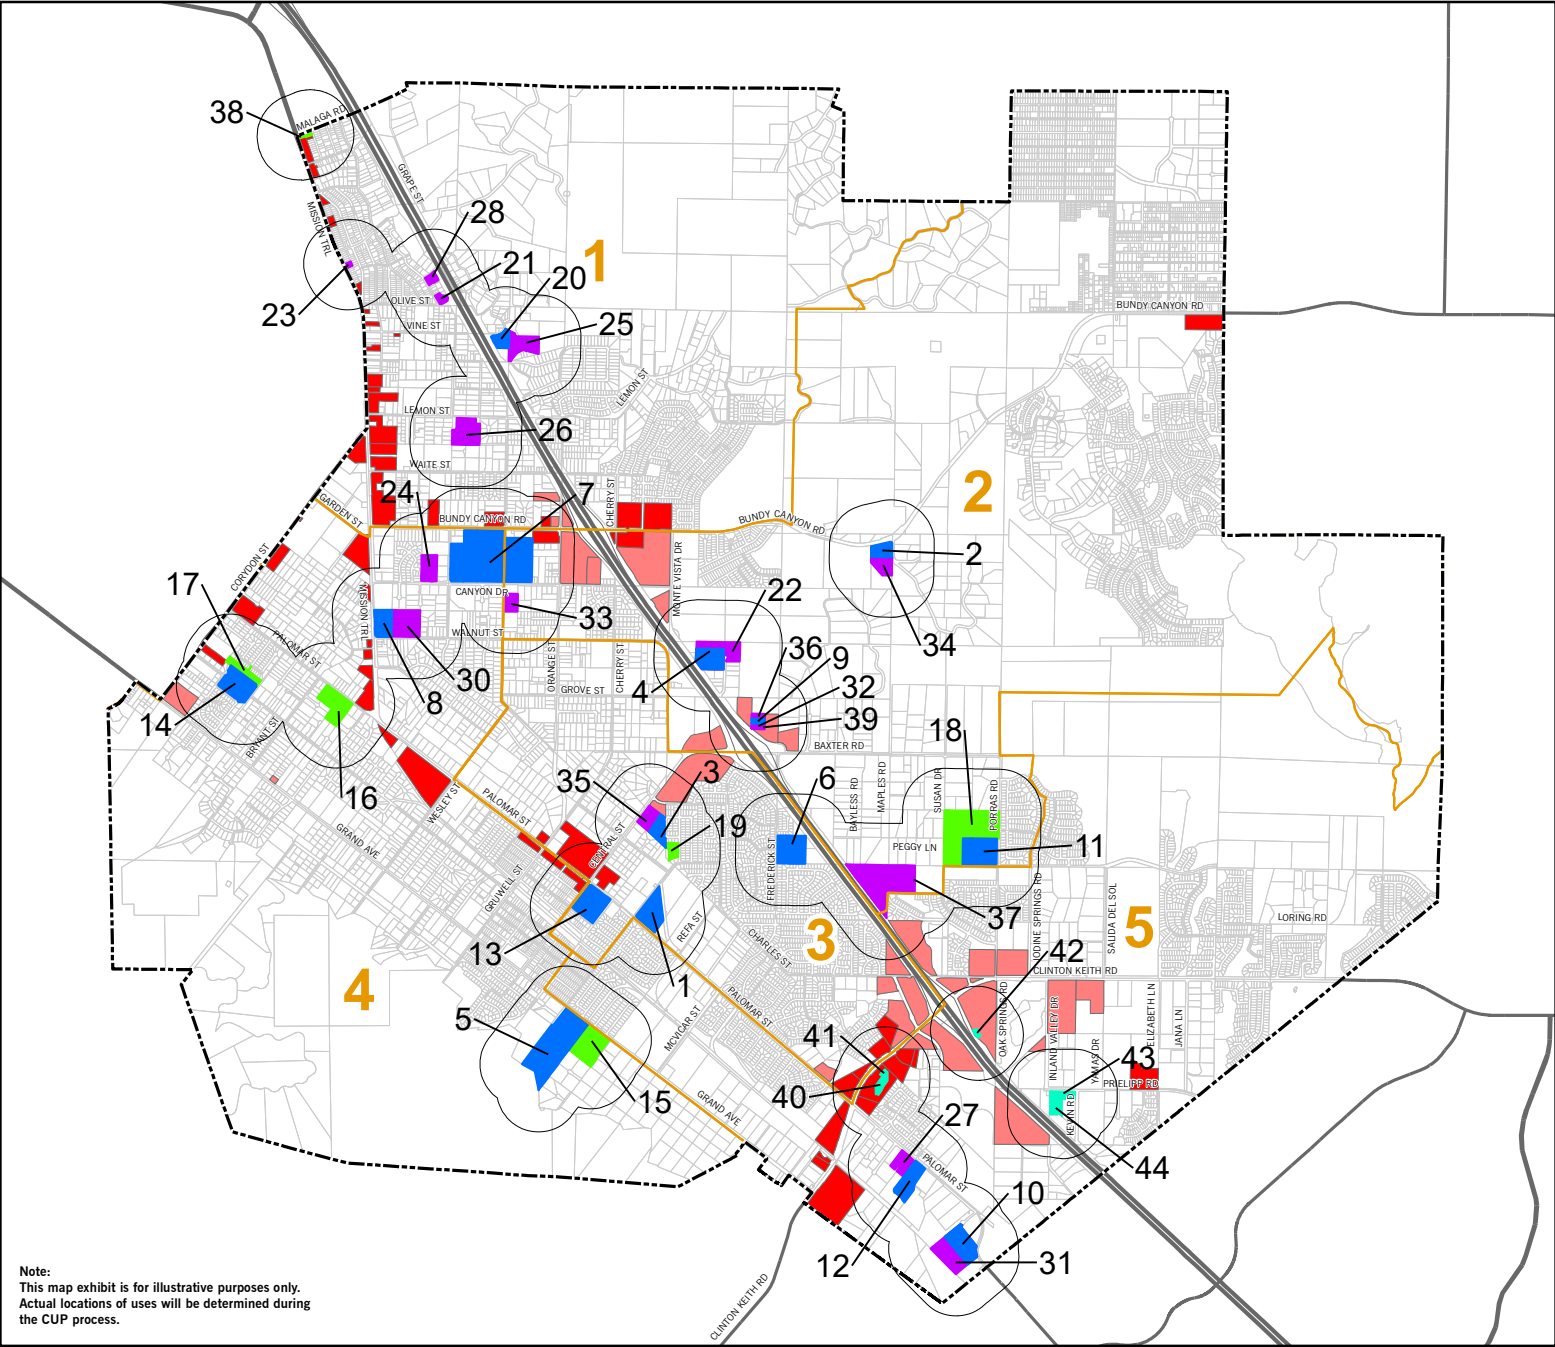 38
MALAGA RD
GRAPE ST
28
MISSION TRL
1
21
20
23
OLIVE ST
25
VINE ST
BUNDY CANYON RD
LEMON ST
LEMON ST
26
WAITE ST
2
24
7
CHERRY ST
GARDEN ST
BUNDY CANYON RD
BUNDY CANYON RD
CORYDON ST
MONTE VISTA DR
2
17
MISSION TRL
CANYON DR
22
33
PALOMAR ST
WALNUT ST
36
9
34
ORANGE ST
CHERRY ST
32
30
GROVE ST
4
8
39
14
BRYANT ST
18
BAXTER RD
16
35
3
6
MAPLES RD
SUSAN DR
PORRAS RD
BAYLESS RD
WESLEY ST
PALOMAR ST
19
GRAND AVE
CENTRAL ST
FREDERICK ST
PEGGY LN
11
GRUWELL ST
37
IODINE SPRINGS RD
SAUDA DEL SOL
LORING RD
5
REFA ST
3
13
CHARLES ST
42
CLINTON KEITH RD
4
1
PALOMAR ST
OAK SPRINGS RD
INLAND VALLEY DR
ELIZABETH LN
JANA LN
5
MCVICAR ST
41
YAMAS DR
43
PRIELIPP RD
40
15
GRAND AVE
27
KEVIN RD
PALOMAR ST
44
10
12
31
CLINTON KEITH RD
Note:
This map exhibit is for illustrative purposes only.
Actual locations of uses will be determined during
the CUP process.